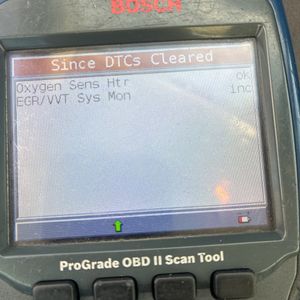 BOSCH
Since DTCs Cleared
Oxygen Sens Htr ok
EGR/VVT Sys Mon inc
ProGrade OBD II Scan Tool